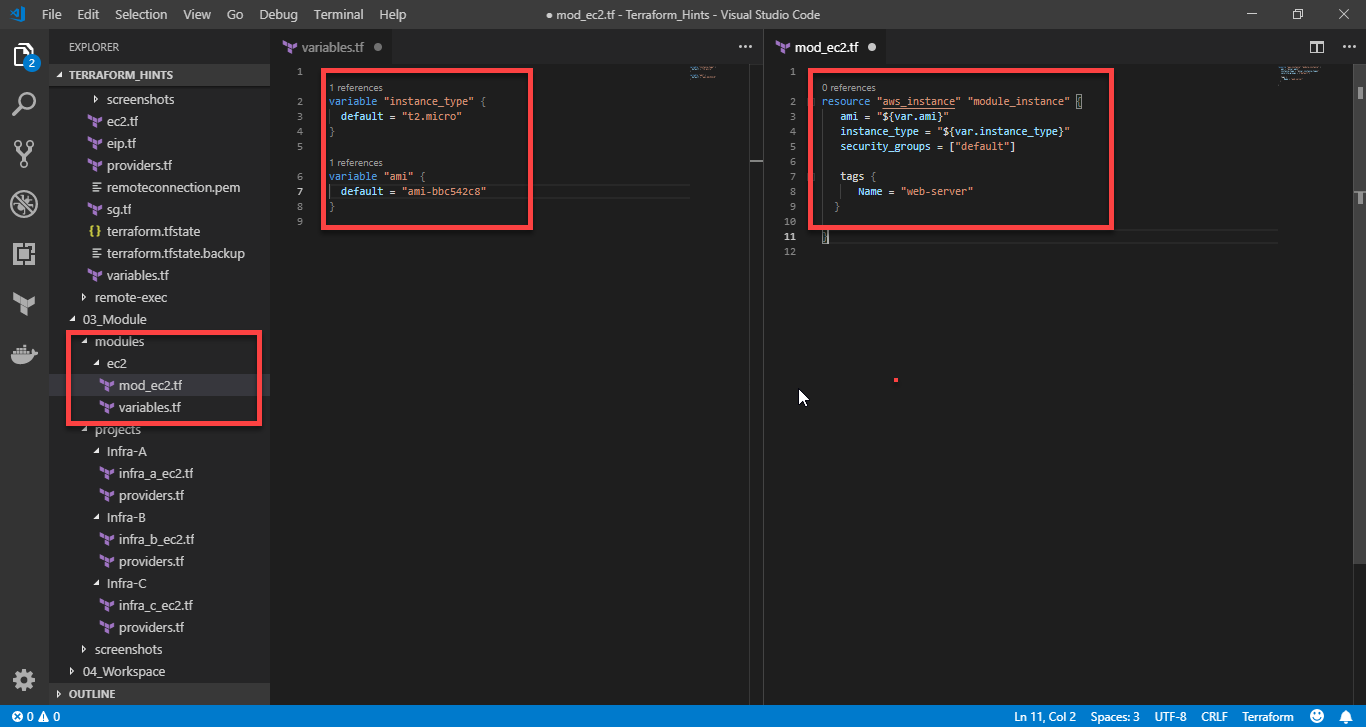 File Edit Selection View Go Debug Terminal Help
● mod_ec2.tf - Terraform_Hints - Visual Studio Code
2
EXPLORER
TERRAFORM_HINTS
screenshots
ec2.tf
eip.tf
providers.tf
remoteconnection.pem
sg.tf
{} terraform.tfstate
terraform.tfstate.backup
variables.tf
remote-exec
03_Module
modules
ec2
mod_ec2.tf
variables.tf
projects
Infra-A
infra_a_ec2.tf
providers.tf
Infra-B
infra_b_ec2.tf
providers.tf
Infra-C
infra_c_ec2.tf
providers.tf
screenshots
04_Workspace
OUTLINE
variables.tf ●
1
1 references
2 variable "instance_type" {
3 default = "t2.micro"
4 }
5
1 references
6 variable "ami" {
7 default = "ami-bbc542c8"
8 }
9
mod_ec2.tf ●
1
0 references
2 resource "aws_instance" "module_instance" {
3 ami = "${var.ami}"
4 instance_type = "${var.instance_type}"
5 security_groups = ["default"]
6
7 tags {
8 Name = "web-server"
9 }
10
11 }
12
0 0
Ln 11, Col 2 Spaces: 3 UTF-8 CRLF Terraform